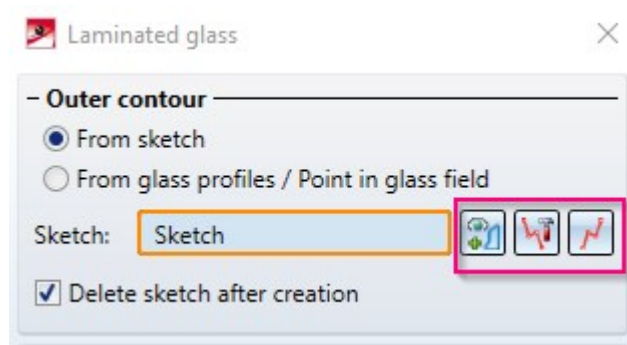 Laminated glass
Outer contour
From sketch
From glass profiles / Point in glass field
Sketch: Sketch
Delete sketch after creation